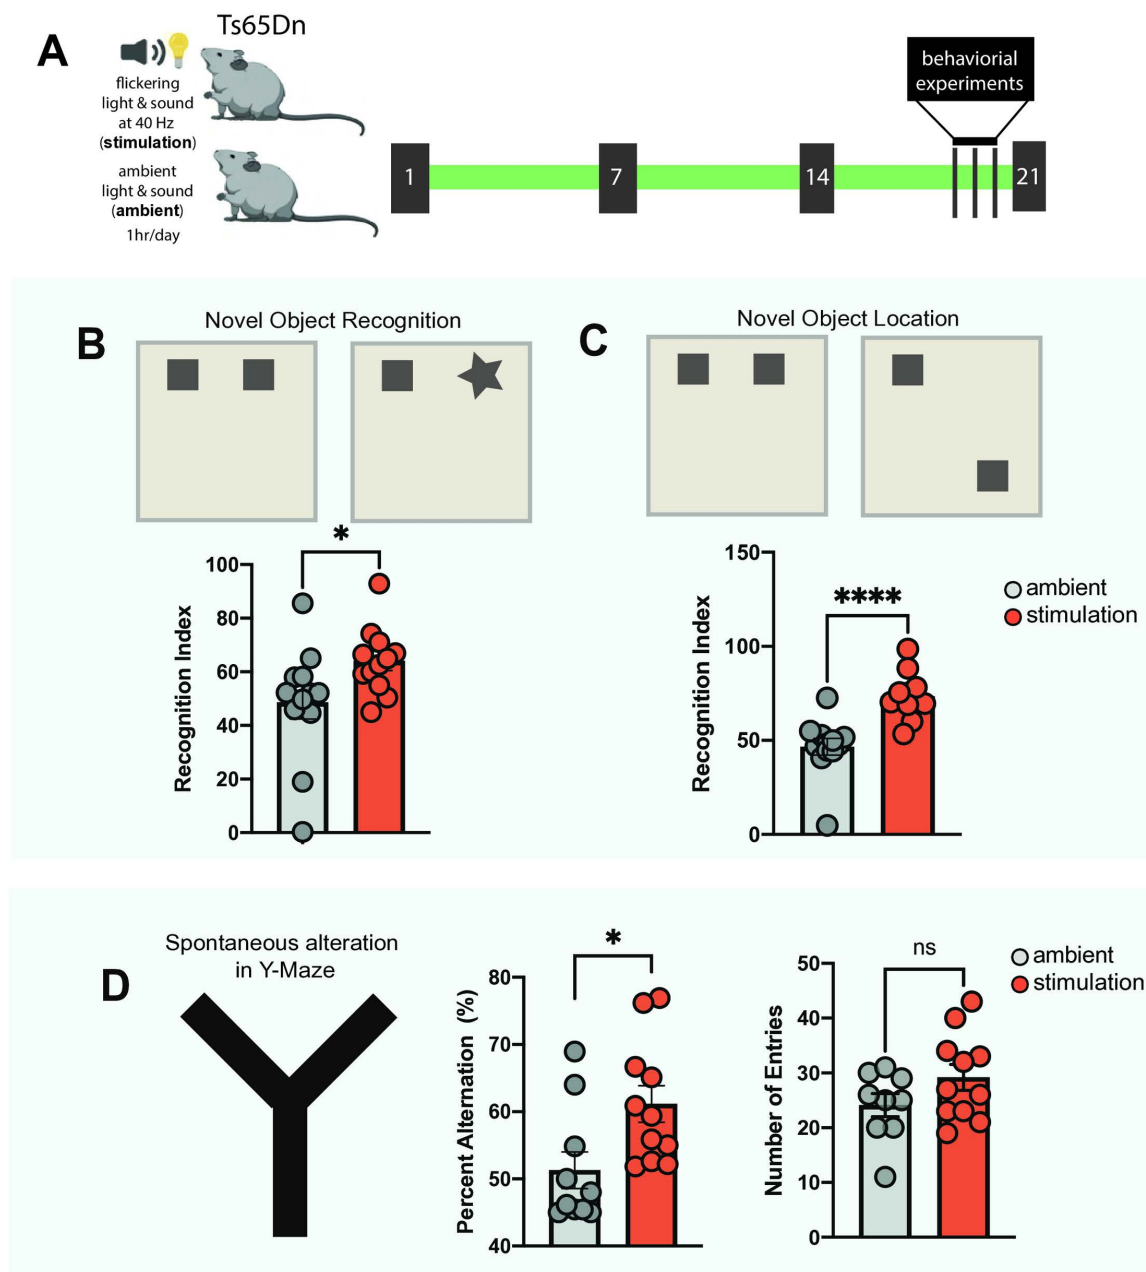 A
Ts65Dn
flickering
light & sound
at 40 Hz
(stimulation)
ambient
light & sound
(ambient)
1hr/day
behaviorial
experiments
1
7
14
21
B
Novel Object Recognition
*
Recognition Index
100
80
60
40
20
0
C
Novel Object Location
****
Recognition Index
150
100
50
0
ambient
stimulation
D
Spontaneous alteration
in Y-Maze
*
Percent Alternation (%)
80
70
60
50
40
ns
Number of Entries
50
40
30
20
10
0
ambient
stimulation